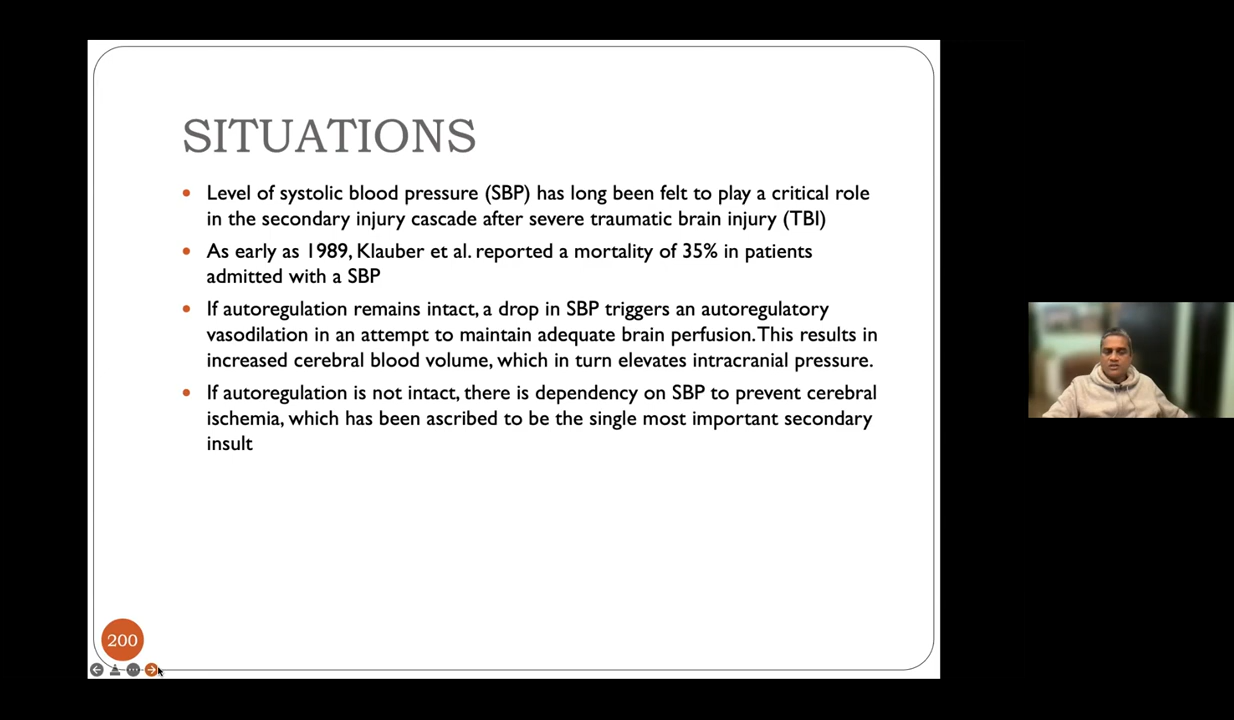 SITUATIONS
Level of systolic blood pressure (SBP) has long been felt to play a critical role
in the secondary injury cascade after severe traumatic brain injury (TBI)
As early as 1989, Klauber et al. reported a mortality of 35% in patients
admitted with a SBP
If autoregulation remains intact, a drop in SBP triggers an autoregulatory
vasodilation in an attempt to maintain adequate brain perfusion. This results in
increased cerebral blood volume, which in turn elevates intracranial pressure.
If autoregulation is not intact, there is dependency on SBP to prevent cerebral
ischemia, which has been ascribed to be the single most important secondary
insult
200